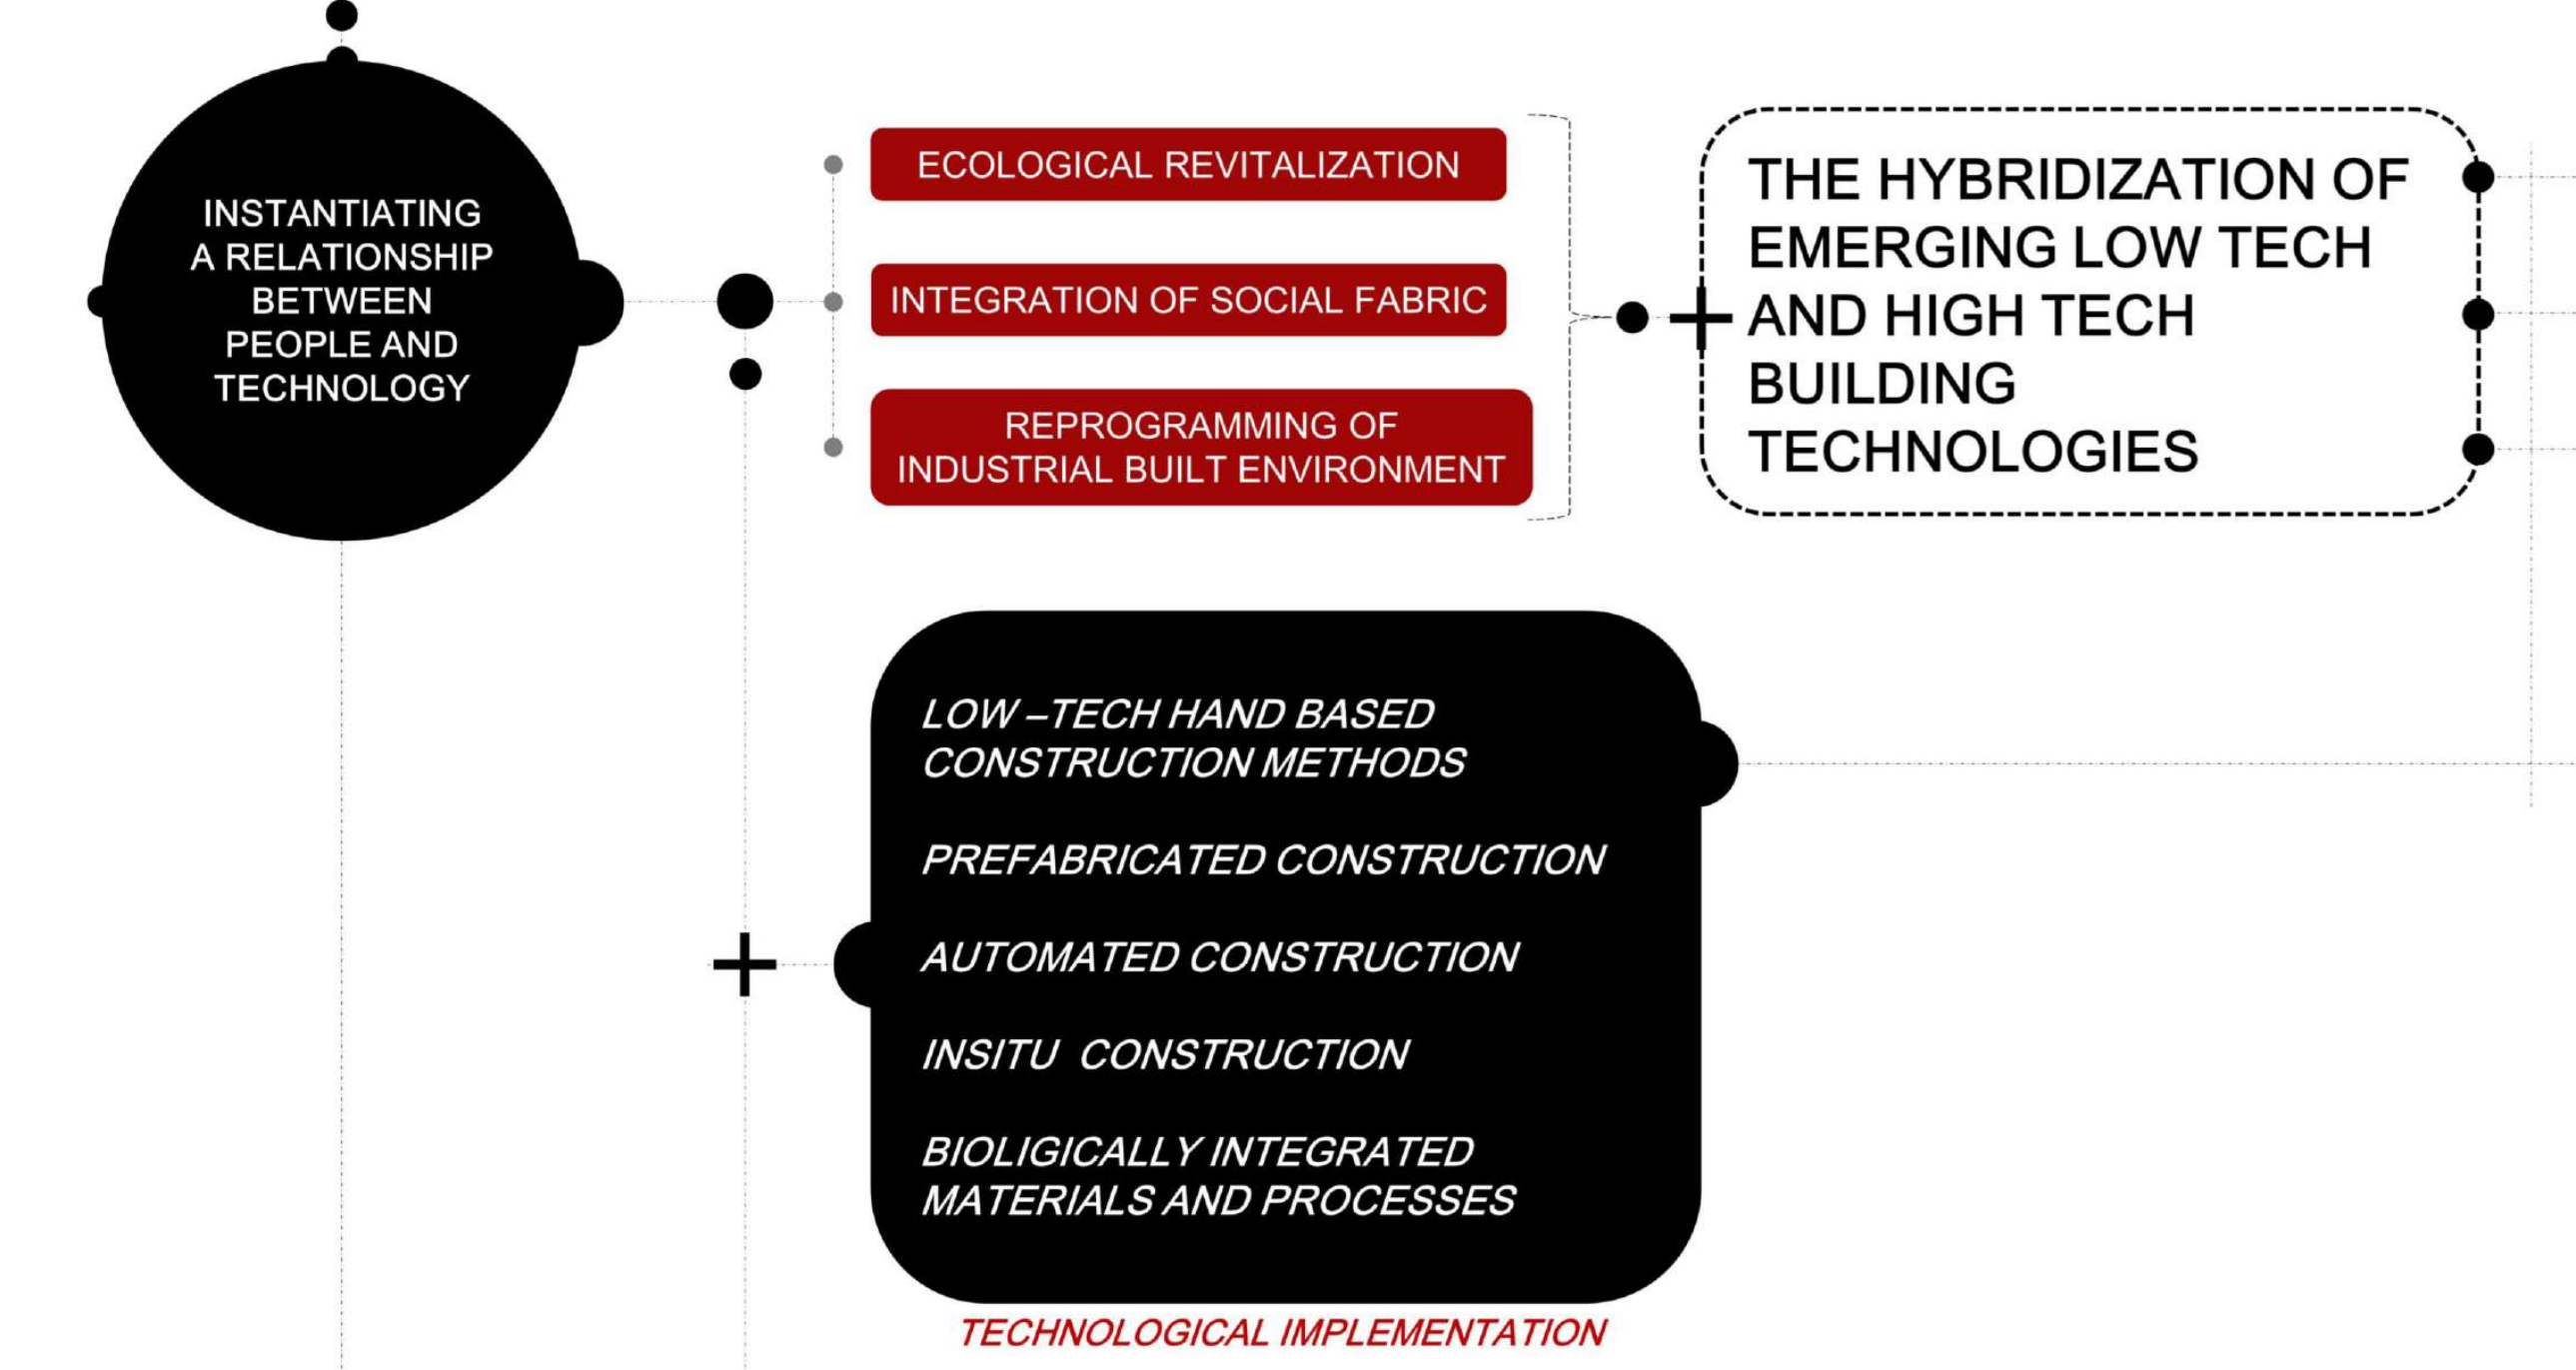 INSTANTIATING
A RELATIONSHIP
BETWEEN
PEOPLE AND
TECHNOLOGY
ECOLOGICAL REVITALIZATION
INTEGRATION OF SOCIAL FABRIC
REPROGRAMMING OF
INDUSTRIAL BUILT ENVIRONMENT
THE HYBRIDIZATION OF
EMERGING LOW TECH
AND HIGH TECH
BUILDING
TECHNOLOGIES
LOW –TECH HAND BASED
CONSTRUCTION METHODS
PREFABRICATED CONSTRUCTION
AUTOMATED CONSTRUCTION
INSITU  CONSTRUCTION
BIOLIGICALLY INTEGRATED
MATERIALS AND PROCESSES
TECHNOLOGICAL IMPLEMENTATION